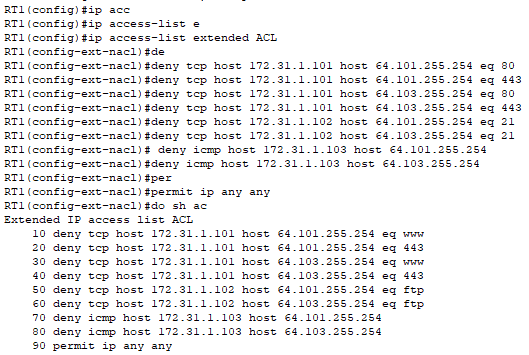 RT1(config)#ip acc
RT1(config)#ip access-list e
RT1(config)#ip access-list extended ACL
RT1(config-ext-nacl)#de
RT1(config-ext-nacl)#deny tcp host 172.31.1.101 host 64.101.255.254 eq 80
RT1(config-ext-nacl)#deny tcp host 172.31.1.101 host 64.101.255.254 eq 443
RT1(config-ext-nacl)#deny tcp host 172.31.1.101 host 64.103.255.254 eq 80
RT1(config-ext-nacl)#deny tcp host 172.31.1.101 host 64.103.255.254 eq 443
RT1(config-ext-nacl)#deny tcp host 172.31.1.102 host 64.101.255.254 eq 21
RT1(config-ext-nacl)#deny tcp host 172.31.1.102 host 64.103.255.254 eq 21
RT1(config-ext-nacl)# deny icmp host 172.31.1.103 host 64.101.255.254
RT1(config-ext-nacl)#deny icmp host 172.31.1.103 host 64.103.255.254
RT1(config-ext-nacl)#per
RT1(config-ext-nacl)#permit ip any any
RT1(config-ext-nacl)#do sh ac
Extended IP access list ACL
10 deny tcp host 172.31.1.101 host 64.101.255.254 eq www
20 deny tcp host 172.31.1.101 host 64.101.255.254 eq 443
30 deny tcp host 172.31.1.101 host 64.103.255.254 eq www
40 deny tcp host 172.31.1.101 host 64.103.255.254 eq 443
50 deny tcp host 172.31.1.102 host 64.101.255.254 eq ftp
60 deny tcp host 172.31.1.102 host 64.103.255.254 eq ftp
70 deny icmp host 172.31.1.103 host 64.101.255.254
80 deny icmp host 172.31.1.103 host 64.103.255.254
90 permit ip any any